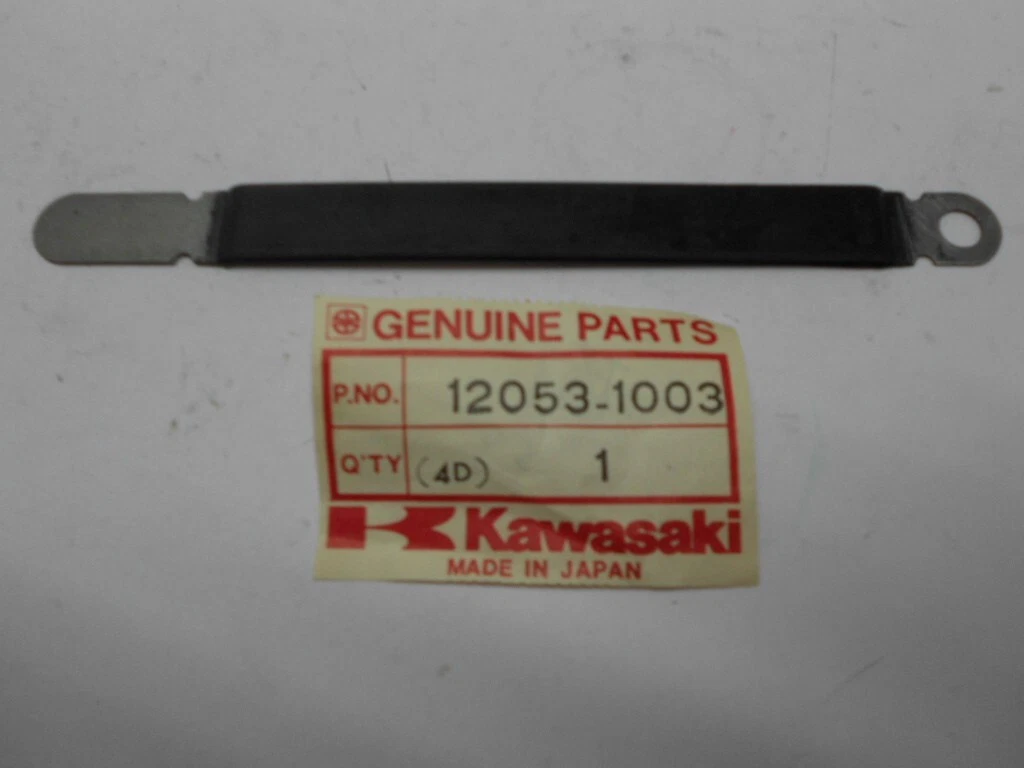 GENUINE PARTS
P.NO. 12053-1003
Q'TY (4D) 1
Kawasaki
MADE IN JAPAN